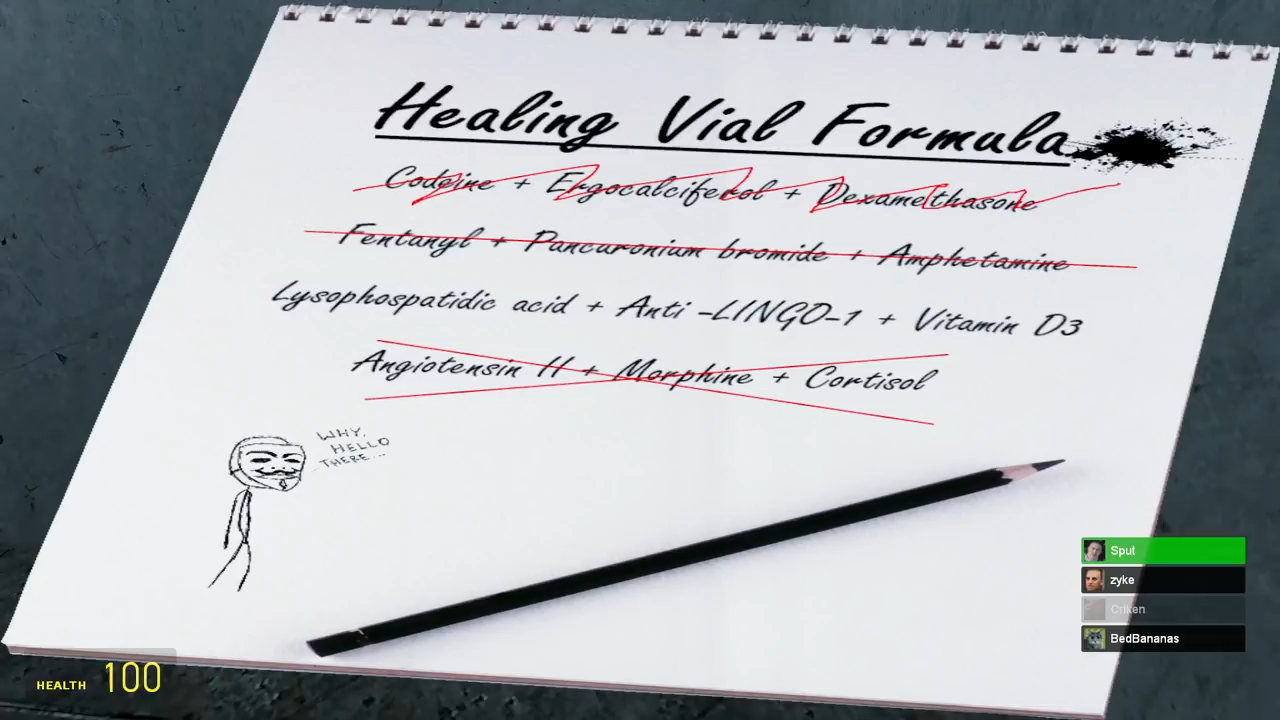 Healing Vial Formula
Codeine + Ergocalciferol + Dexamethasone
Fentanyl + Pancuronium bromide + Amphetamine
Lysophospatidic acid + Anti -LINGO-1 + Vitamin D3
Angiotensin II + Morphine + Cortisol
WHY,
HELLO
THERE...
Sput
zyke
Criken
BedBananas
HEALTH 100